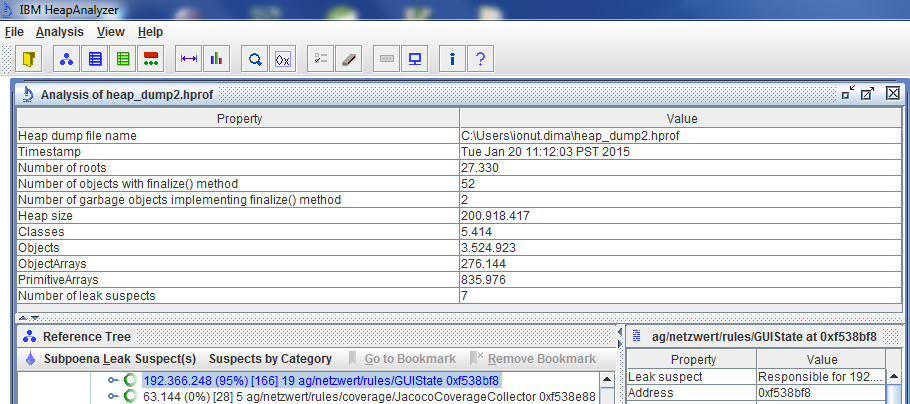 IBM HeapAnalyzer
File Analysis View Help
Analysis of heap_dump2.hprof
Property Value
Heap dump file name C:\Users\ionut.dima\heap_dump2.hprof
Timestamp Tue Jan 20 11:12:03 PST 2015
Number of roots 27.330
Number of objects with finalize() method 52
Number of garbage objects implementing finalize() method 2
Heap size 200.918.417
Classes 5.414
Objects 3.524.923
ObjectArrays 276.144
PrimitiveArrays 835.976
Number of leak suspects 7
Reference Tree
Subpoena Leak Suspect(s) Suspects by Category Go to Bookmark Remove Bookmark
192.366.248 (95%) [166] 19 ag/netzwert/rules/GUIState 0xf538bf8
63.144 (0%) [28] 5 ag/netzwert/rules/coverage/JacocoCoverageCollector 0xf538e88
ag/netzwert/rules/GUIState at 0xf538bf8
Property Value
Leak suspect Responsible for 192....
Address 0xf538bf8